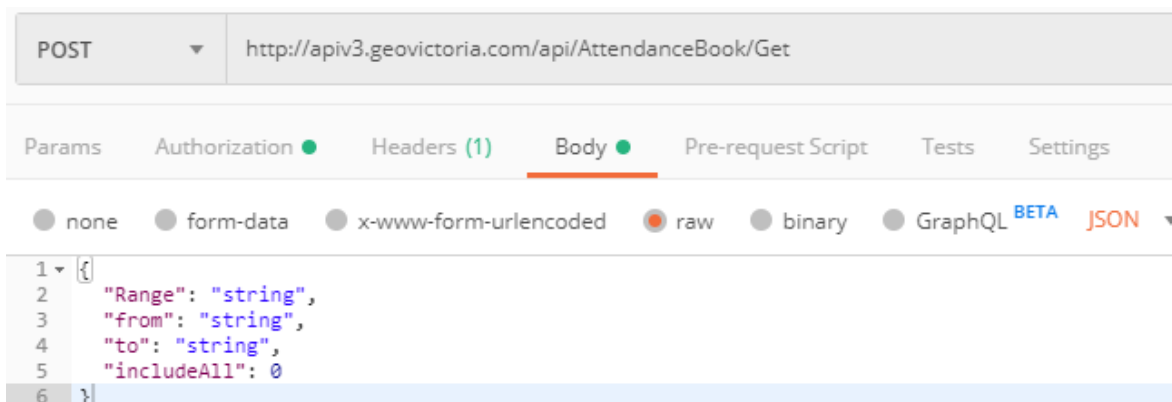 POST http://apiv3.geovictoria.com/api/AttendanceBook/Get
Params Authorization Headers (1) Body Pre-request Script Tests Settings
none form-data x-www-form-urlencoded raw binary GraphQL BETA JSON
1 {
2 "Range": "string",
3 "from": "string",
4 "to": "string",
5 "includeAll": 0
6 }